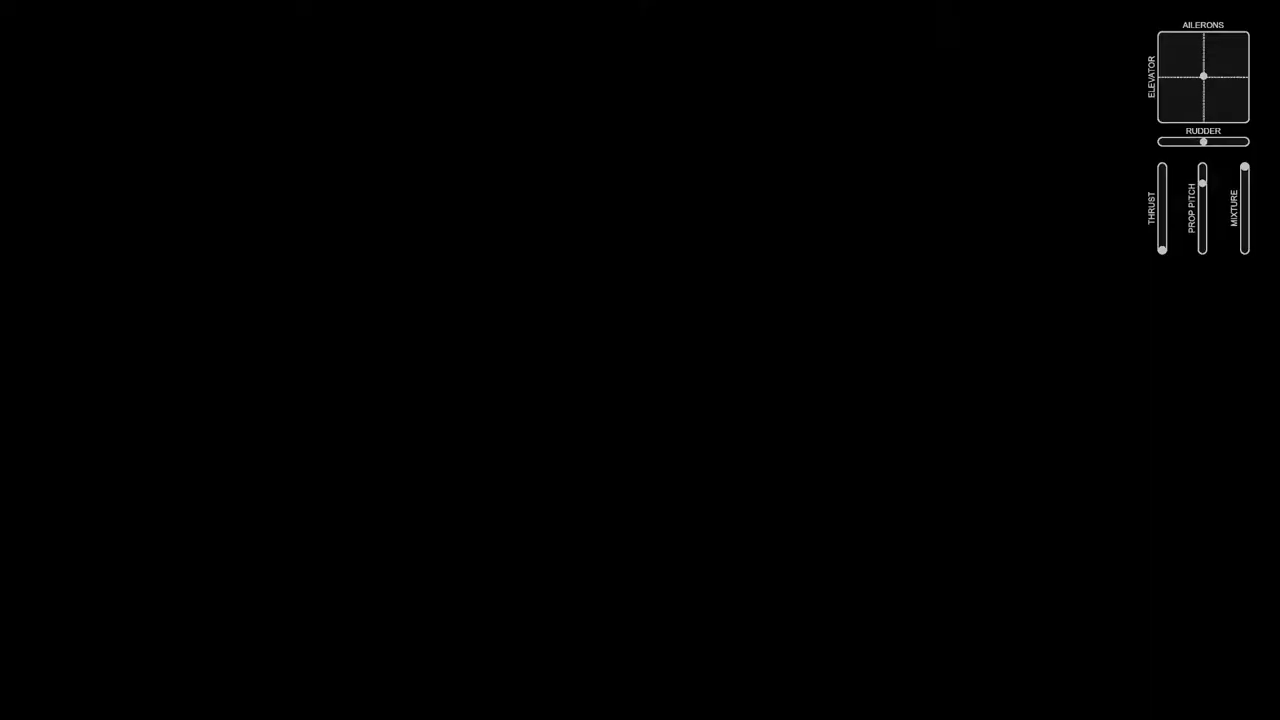 AILERONS
ELEVATOR
RUDDER
THRUST
PROP PITCH
MIXTURE